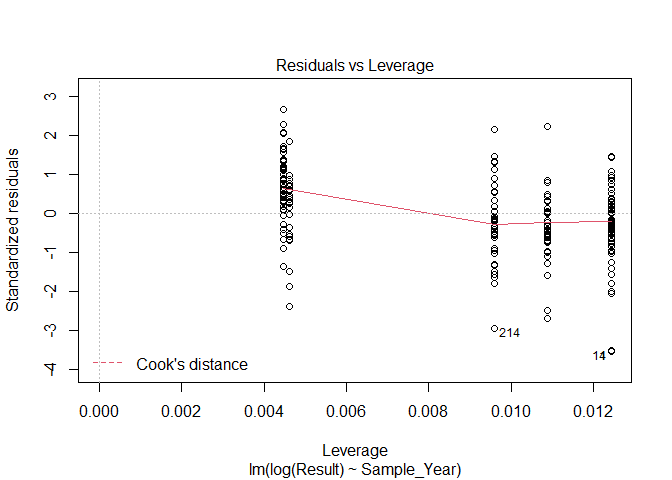 Residuals vs Leverage
Standardized residuals
3
2
1
0
-1
-2
-3
-4
214
14
Cook's distance
0.000 0.002 0.004 0.006 0.008 0.010 0.012
Leverage
lm(log(Result) ~ Sample_Year)